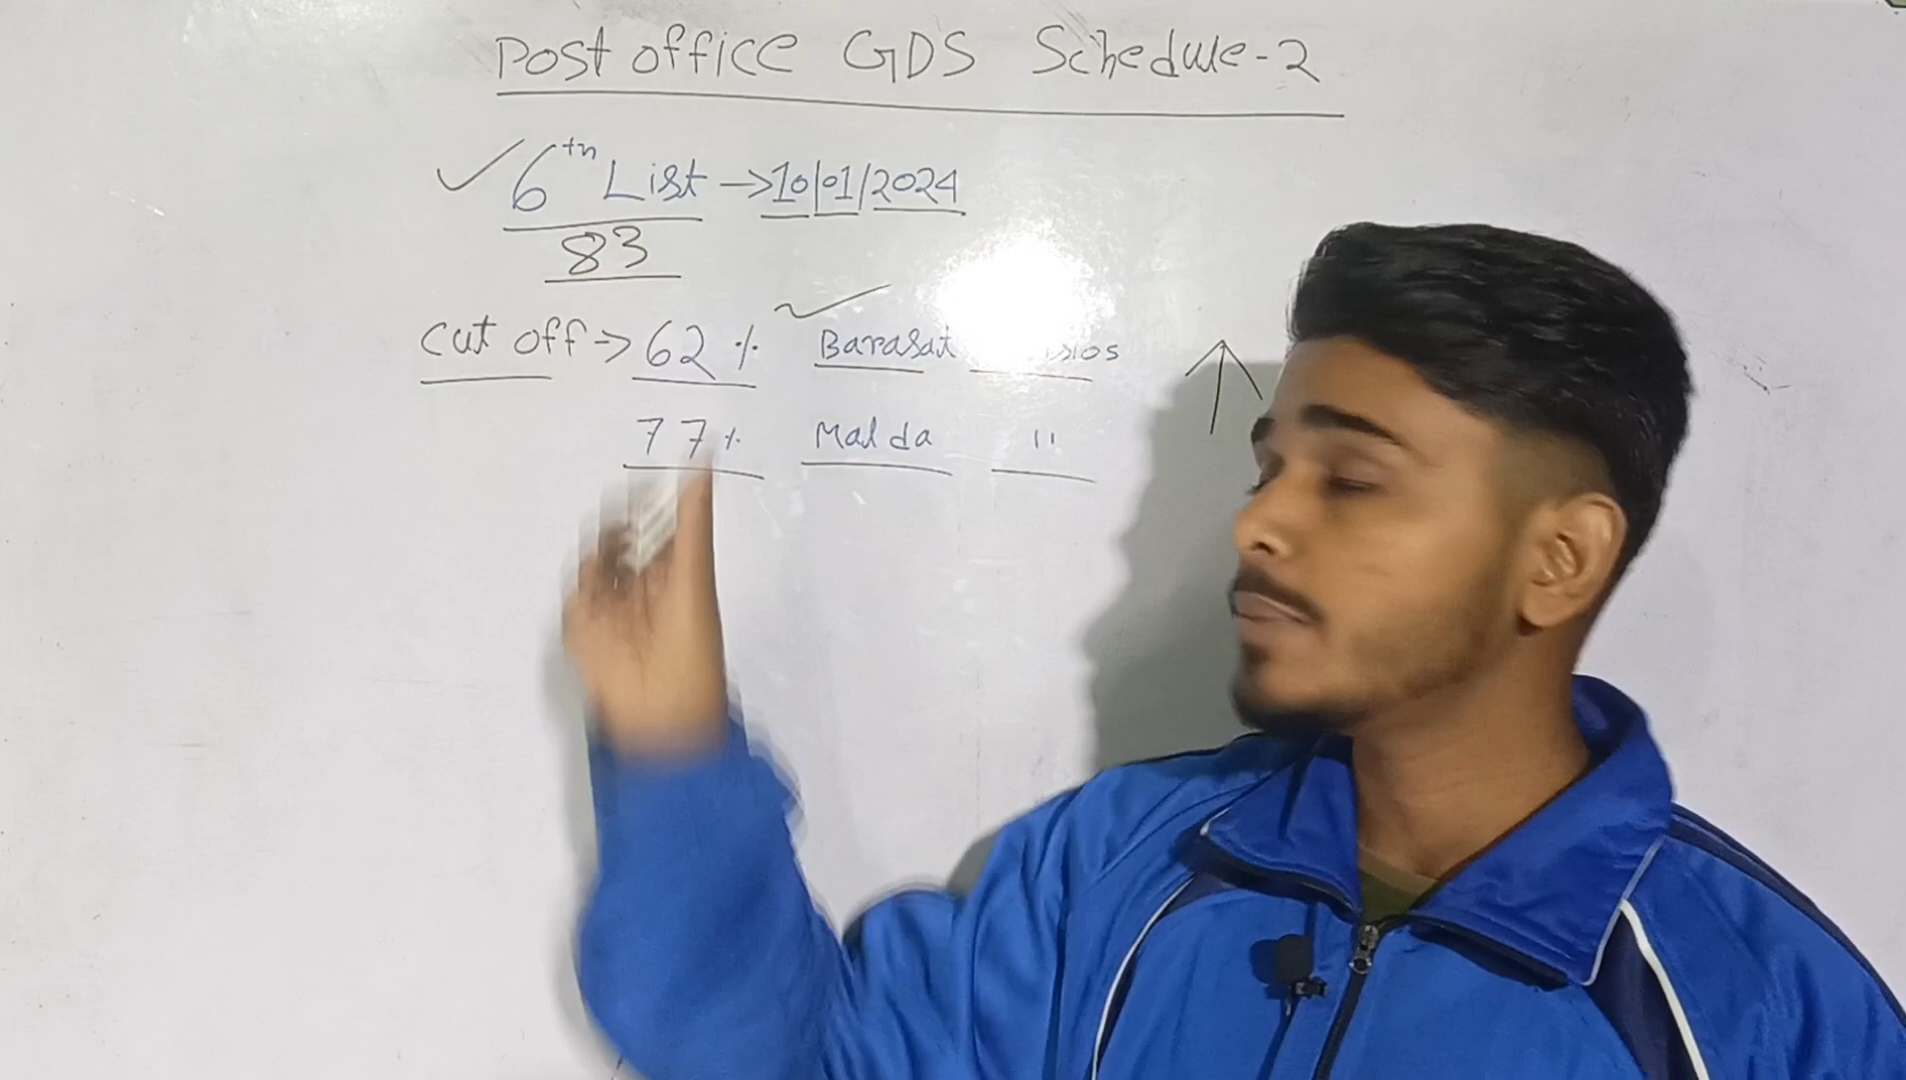 Post office GDS Schedule-2
6th List → 10/01/2024
83
Cut off → 62 % Barasat
77 % Malda "